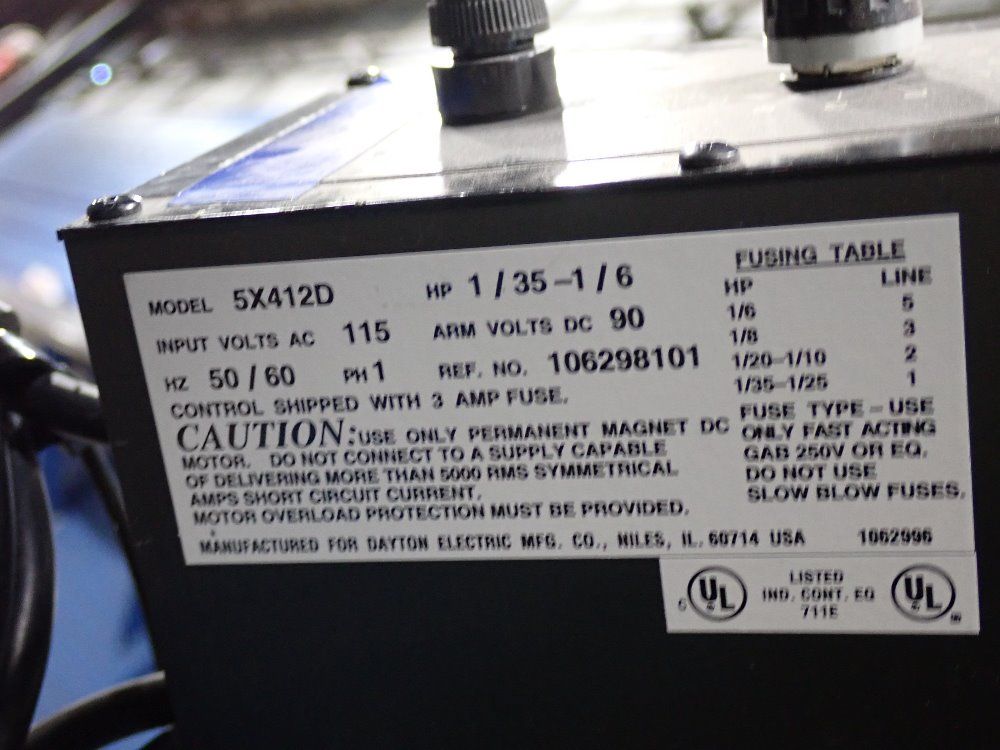 MODEL 5X412D HP 1/35-1/6
INPUT VOLTS AC 115 ARM VOLTS DC 90
HZ 50/60 PH 1 REF. NO. 106298101
CONTROL SHIPPED WITH 3 AMP FUSE.
CAUTION: USE ONLY PERMANENT MAGNET DC
MOTOR. DO NOT CONNECT TO A SUPPLY CAPABLE
OF DELIVERING MORE THAN 5000 RMS SYMMETRICAL
AMPS SHORT CIRCUIT CURRENT.
MOTOR OVERLOAD PROTECTION MUST BE PROVIDED.
FUSING TABLE
HP LINE
1/6 5
1/8 3
1/20-1/10 2
1/35-1/25 1
FUSE TYPE - USE
ONLY FAST ACTING
GAB 250V OR EQ.
DO NOT USE
SLOW BLOW FUSES.
MANUFACTURED FOR DAYTON ELECTRIC MFG. CO., NILES, IL. 60714 USA 1062996
C UL
LISTED
IND. CONT. EQ
711E
UL